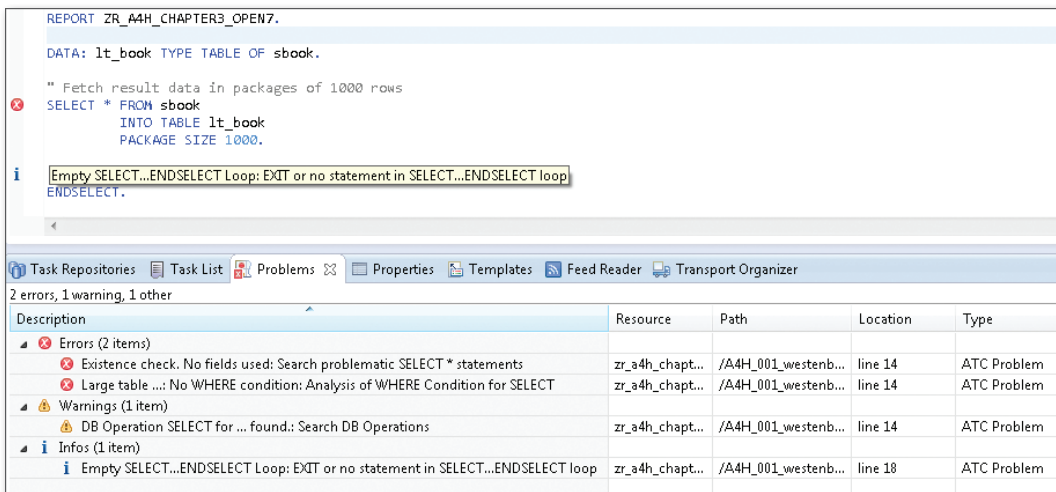 REPORT ZR_A4H_CHAPTER3_OPEN7.
DATA: lt_book TYPE TABLE OF sbook.
" Fetch result data in packages of 1000 rows
SELECT * FROM sbook
INTO TABLE lt_book
PACKAGE SIZE 1000.
Empty SELECT...ENDSELECT Loop: EXIT or no statement in SELECT...ENDSELECT loop
ENDSELECT.
Task Repositories Task List Problems Properties Templates Feed Reader Transport Organizer
2 errors, 1 warning, 1 other
Description Resource Path Location Type
Errors (2 items)
Existence check. No fields used: Search problematic SELECT * statements zr_a4h_chapt... /A4H_001_westenb... line 14 ATC Problem
Large table ...: No WHERE condition: Analysis of WHERE Condition for SELECT zr_a4h_chapt... /A4H_001_westenb... line 14 ATC Problem
Warnings (1 item)
DB Operation SELECT for ... found.: Search DB Operations zr_a4h_chapt... /A4H_001_westenb... line 14 ATC Problem
Infos (1 item)
Empty SELECT...ENDSELECT Loop: EXIT or no statement in SELECT...ENDSELECT loop zr_a4h_chapt... /A4H_001_westenb... line 18 ATC Problem